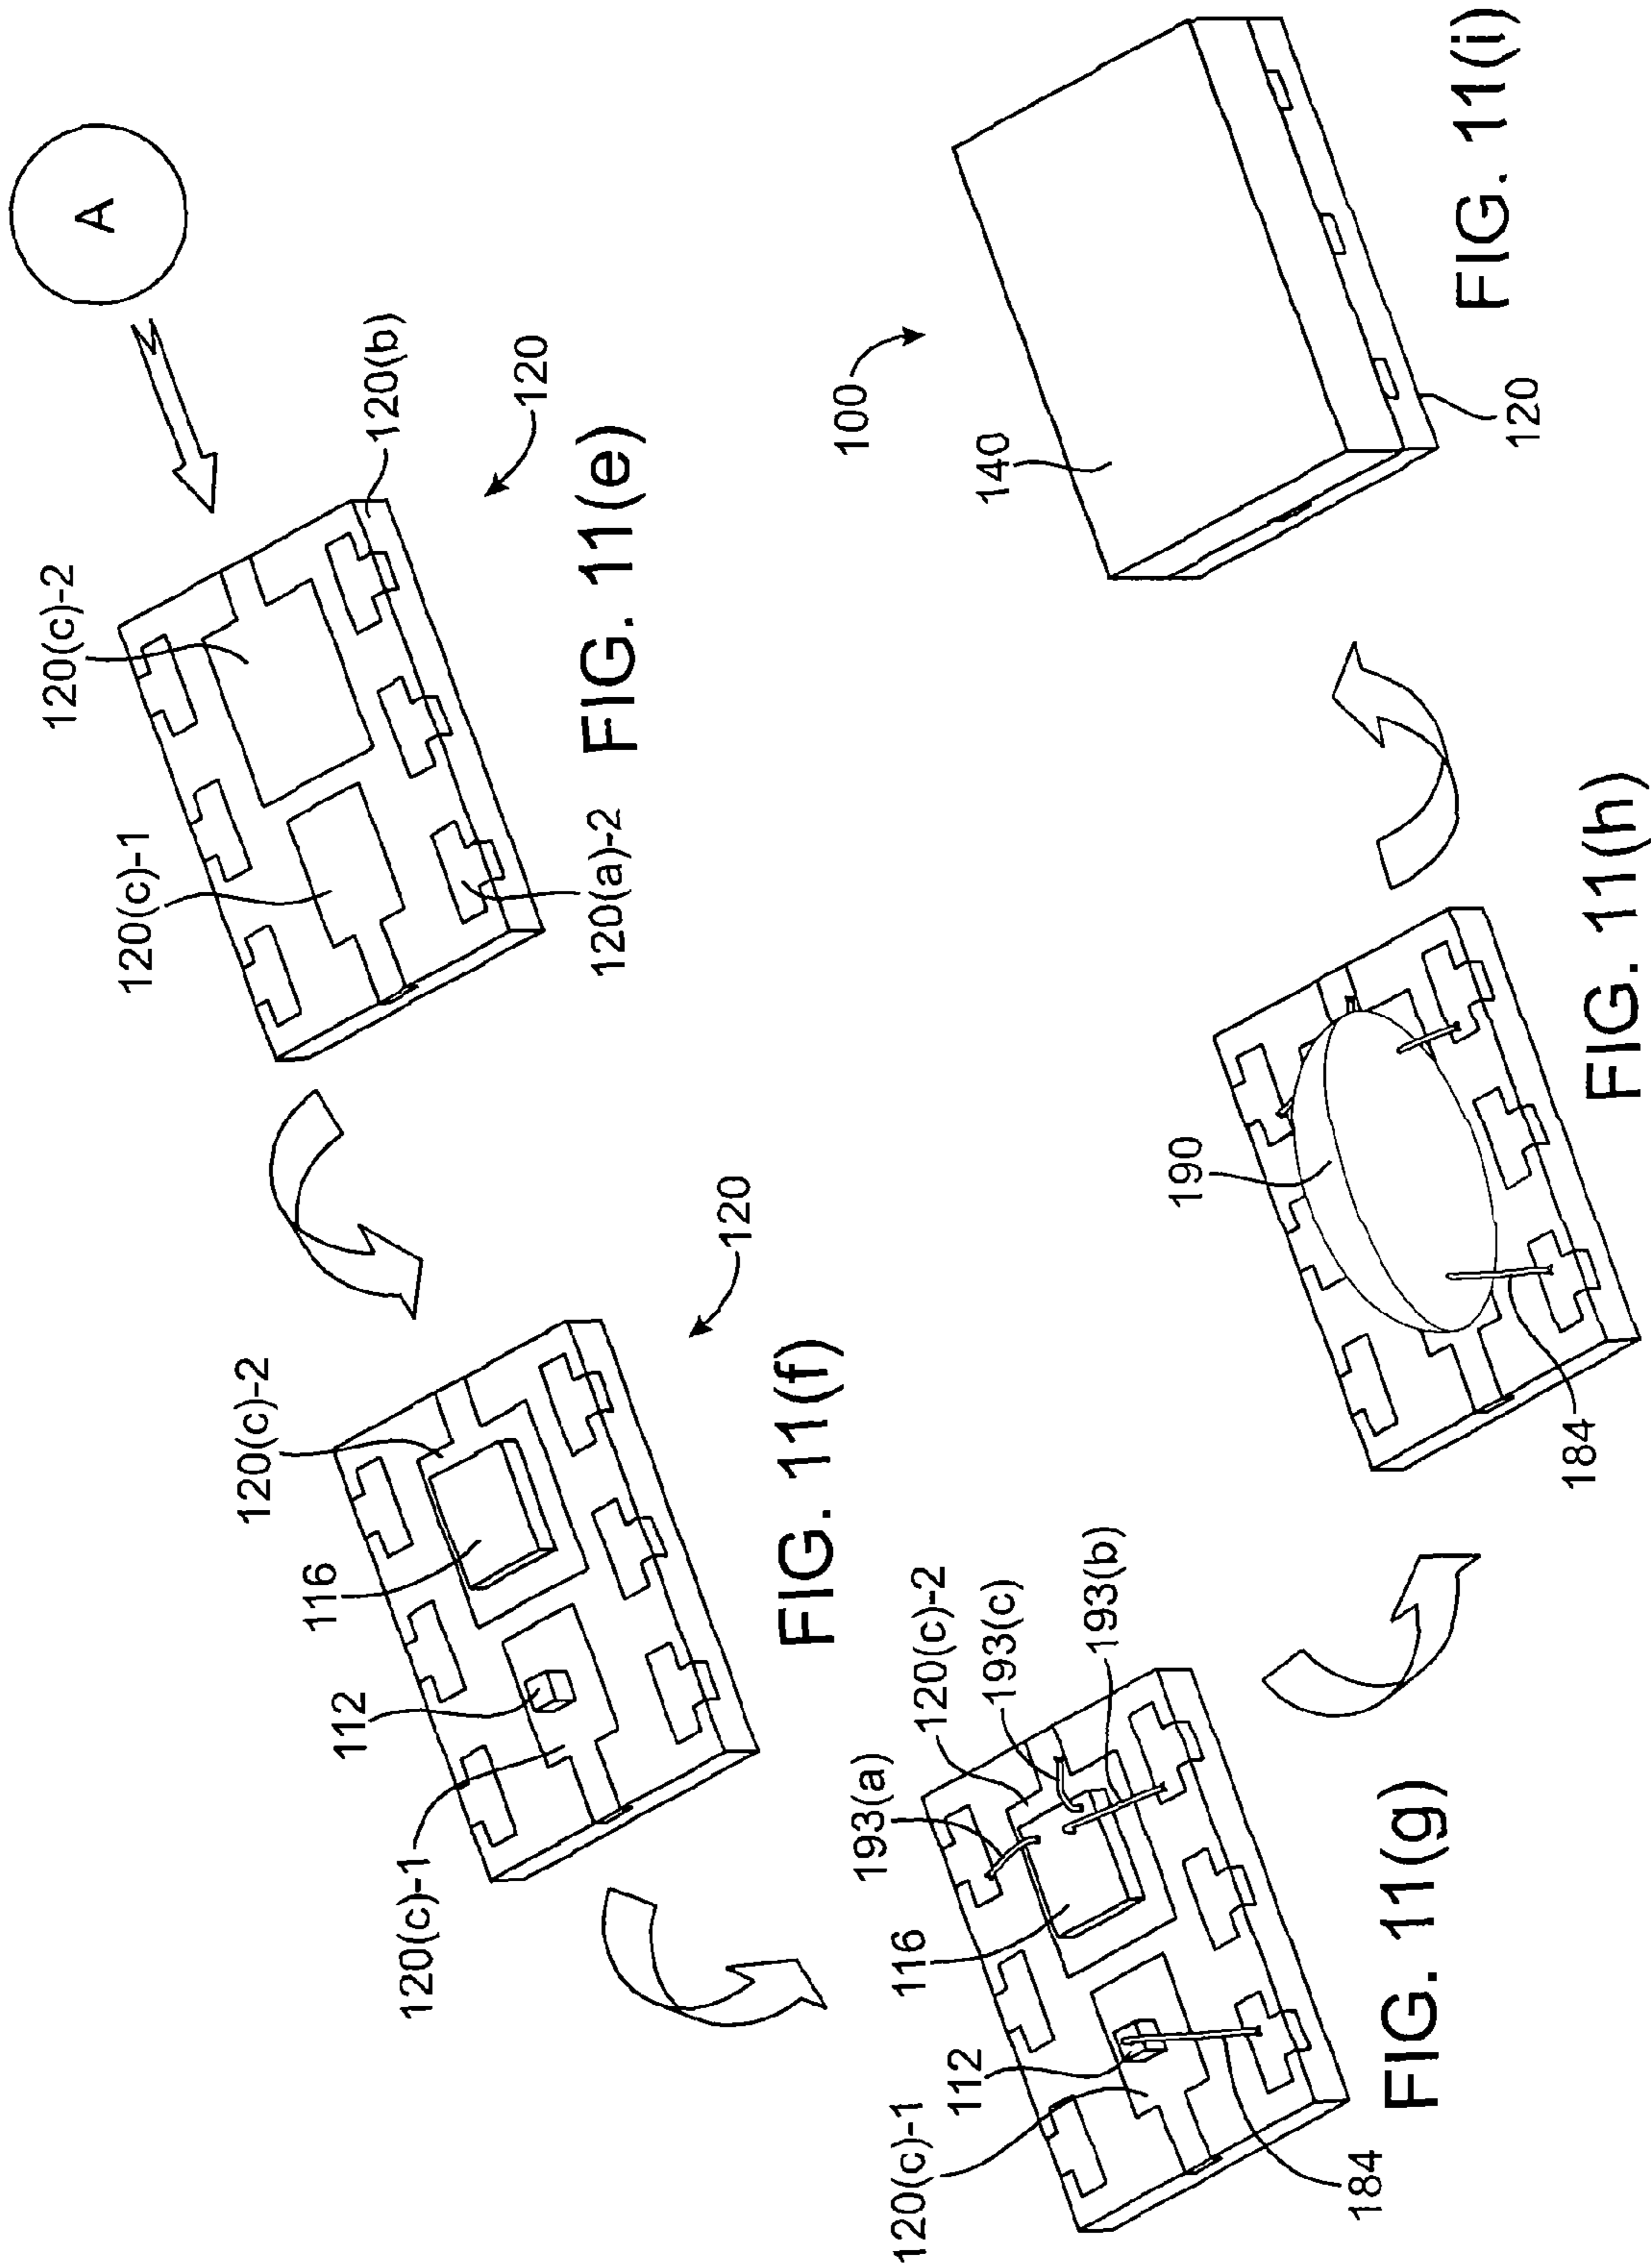 A
120(c)-2
120(c)-1
120(b)
120
120(a)-2
FIG. 11(e)
120(c)-2
116
112
120(c)-1
120
FIG. 11(f)
193(a)
120(c)-2
193(c)
193(b)
116
112
120(c)-1
184
FIG. 11(g)
190
184
FIG. 11(h)
100
140
120
FIG. 11(i)